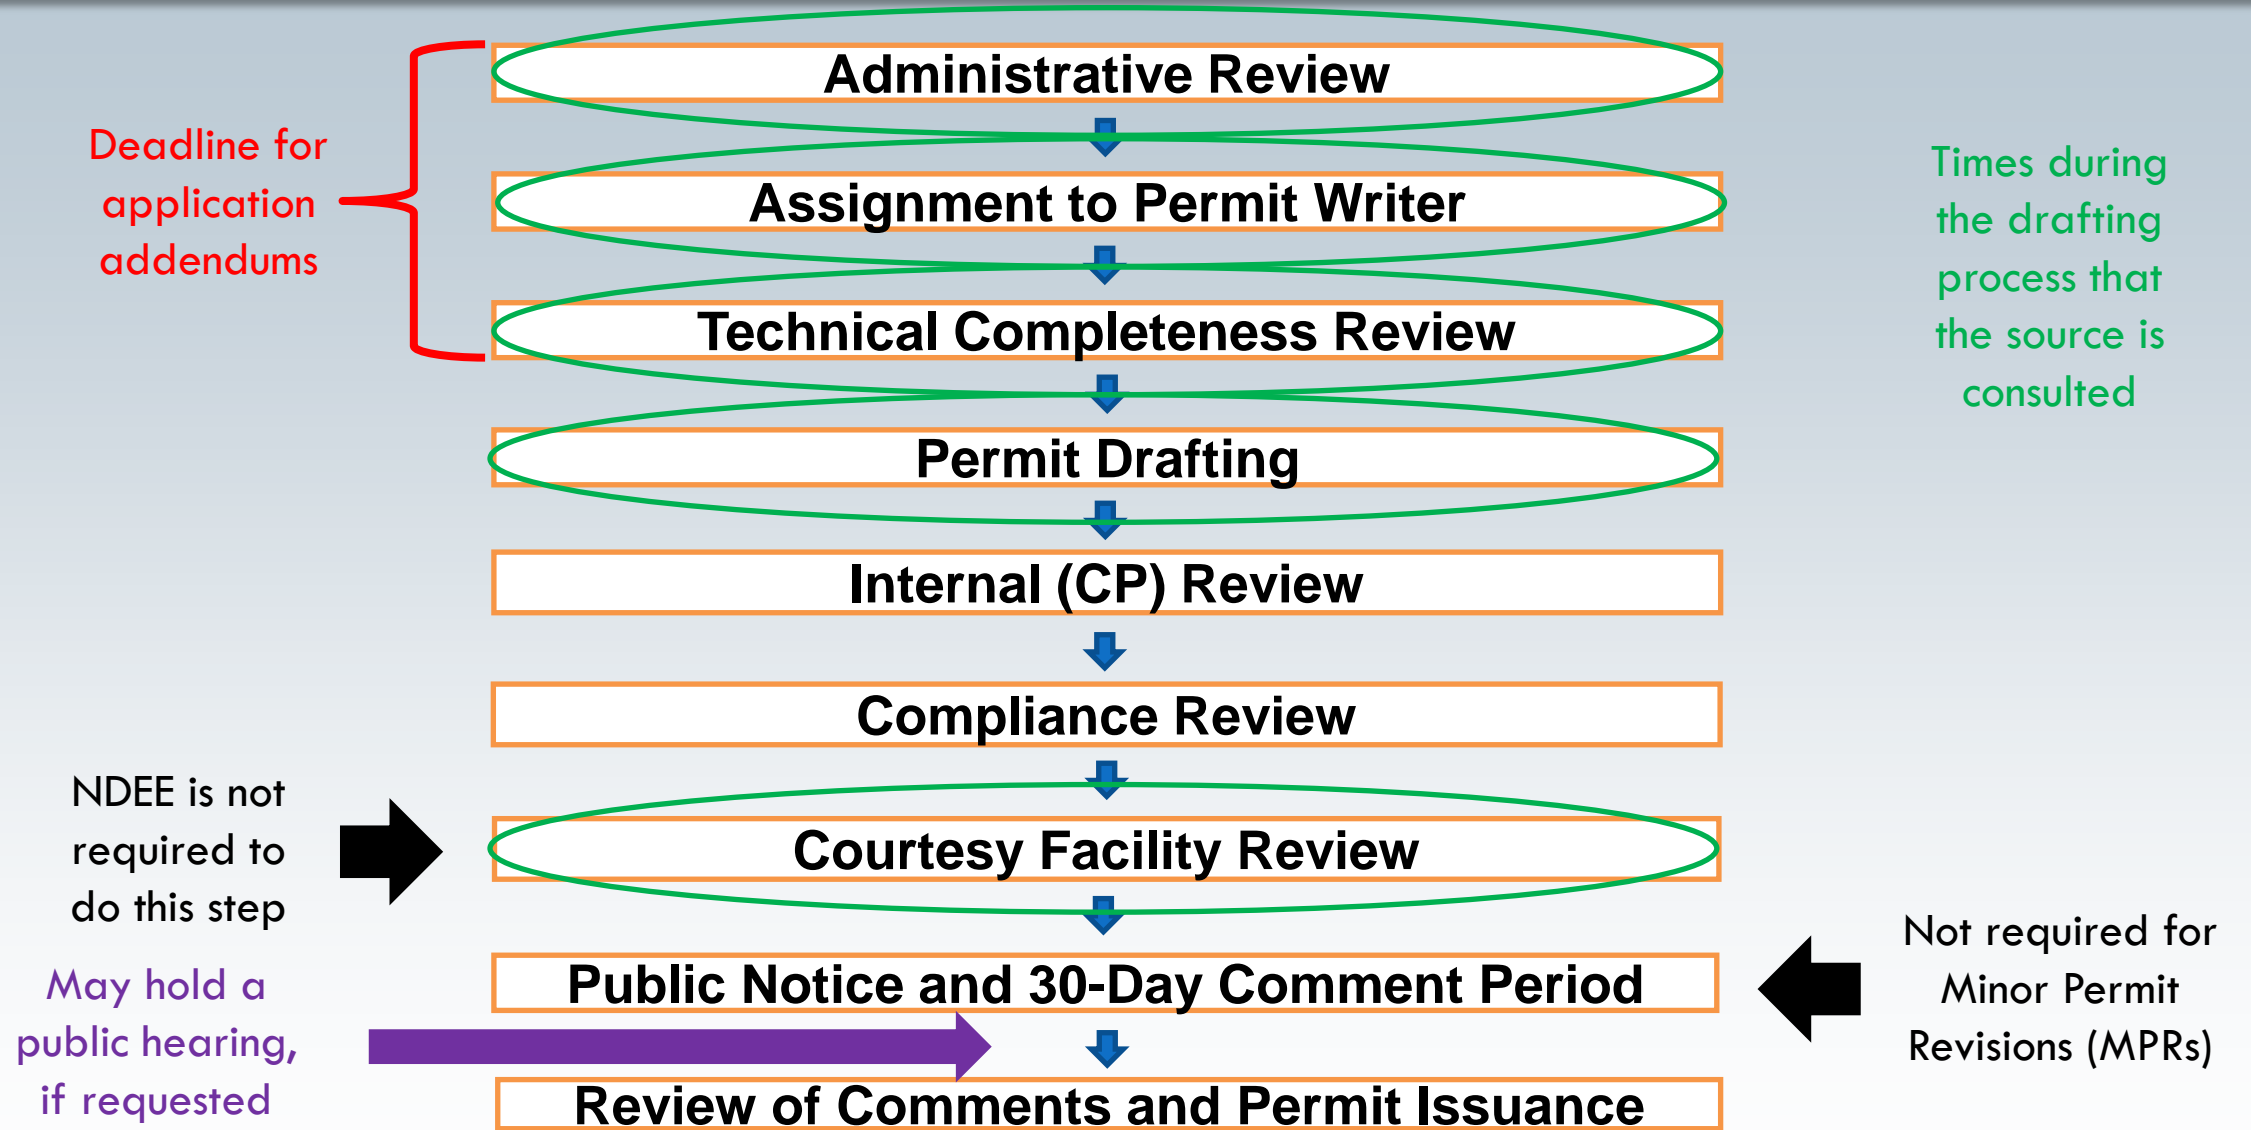 Administrative Review
Deadline for
application
addendums
Assignment to Permit Writer
Times during
the drafting
process that
the source is
consulted
Technical Completeness Review
Permit Drafting
Internal (CP) Review
Compliance Review
NDEE is not
required to
do this step
Courtesy Facility Review
Public Notice and 30-Day Comment Period
Not required for
Minor Permit
Revisions (MPRs)
May hold a
public hearing,
if requested
Review of Comments and Permit Issuance